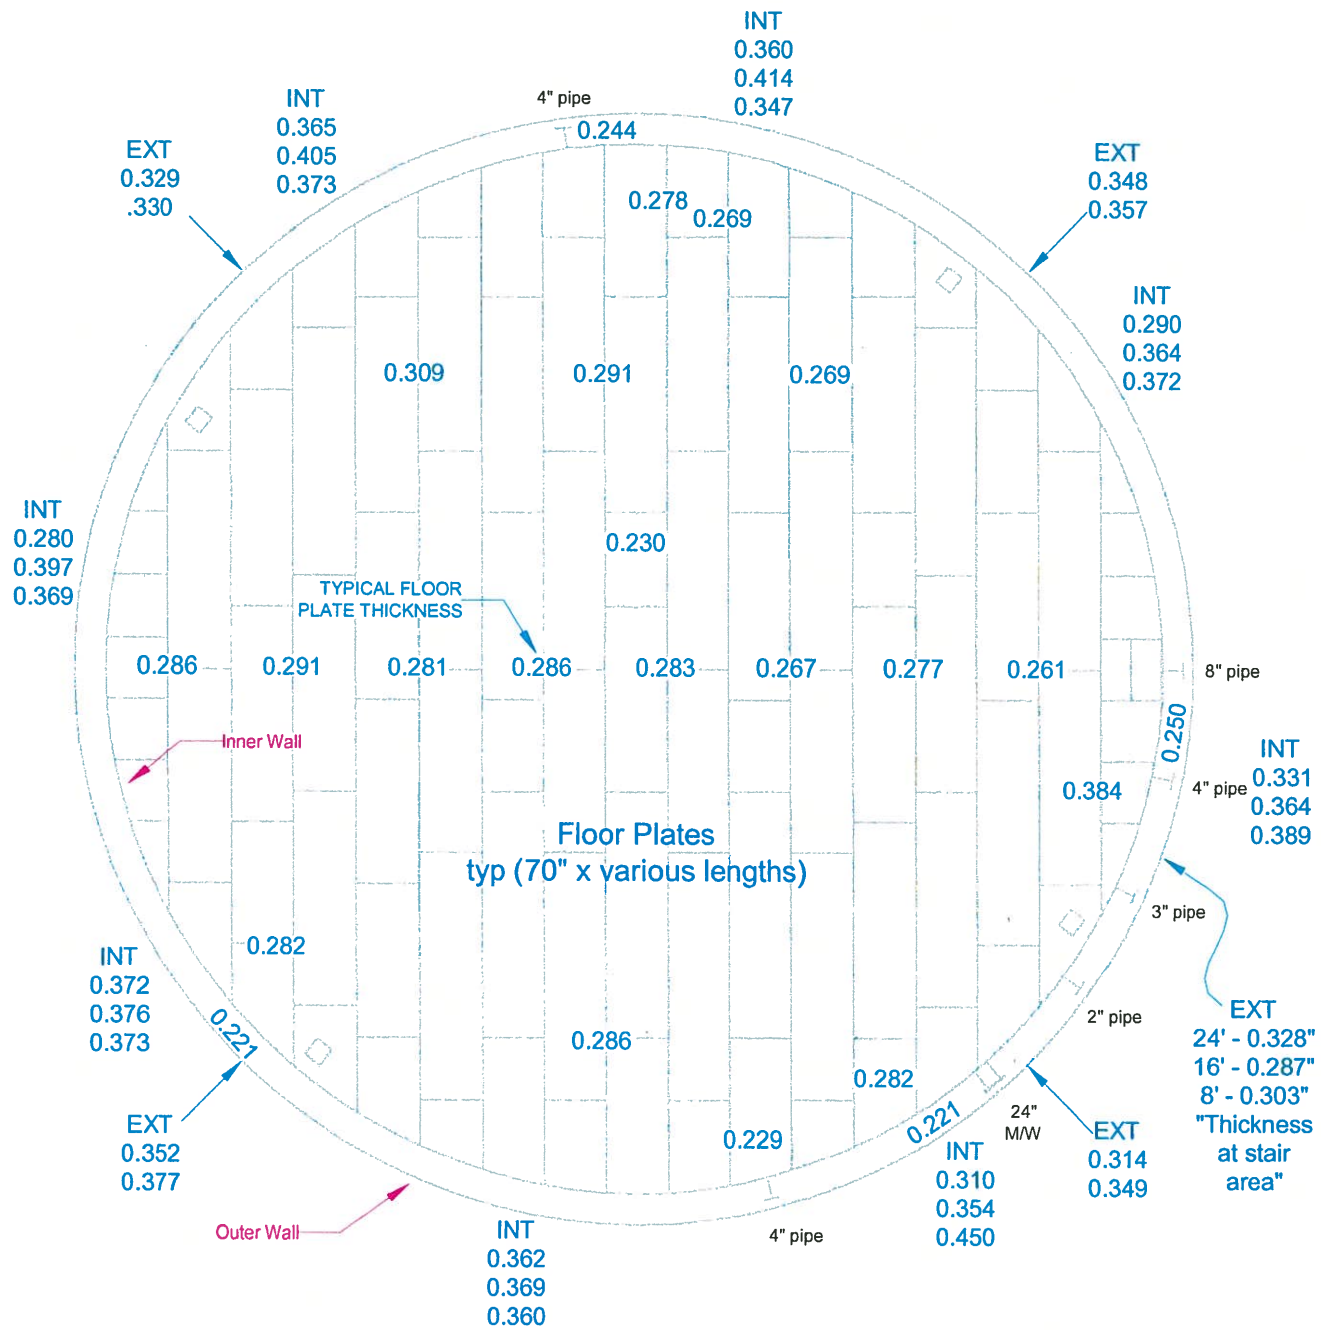 INT
0.360
0.414
0.347
4" pipe
INT
0.365
0.405
0.373
0.244
EXT
0.329
.330
EXT
0.348
0.357
0.278
0.269
INT
0.290
0.364
0.372
0.309
0.291
0.269
INT
0.280
0.397
0.369
0.230
TYPICAL FLOOR
PLATE THICKNESS
0.286
0.291
0.281
0.286
0.283
0.267
0.277
0.261
8" pipe
0.250
Inner Wall
INT
0.331
0.364
0.389
4" pipe
0.384
Floor Plates
typ (70" x various lengths)
3" pipe
0.282
INT
0.372
0.376
0.373
2" pipe
EXT
24' - 0.328"
16' - 0.287"
8' - 0.303"
"Thickness
at stair
area"
0.221
0.286
0.282
EXT
0.352
0.377
0.229
0.221
24"
M/W
EXT
0.314
0.349
INT
0.310
0.354
0.450
Outer Wall
INT
0.362
0.369
0.360
4" pipe